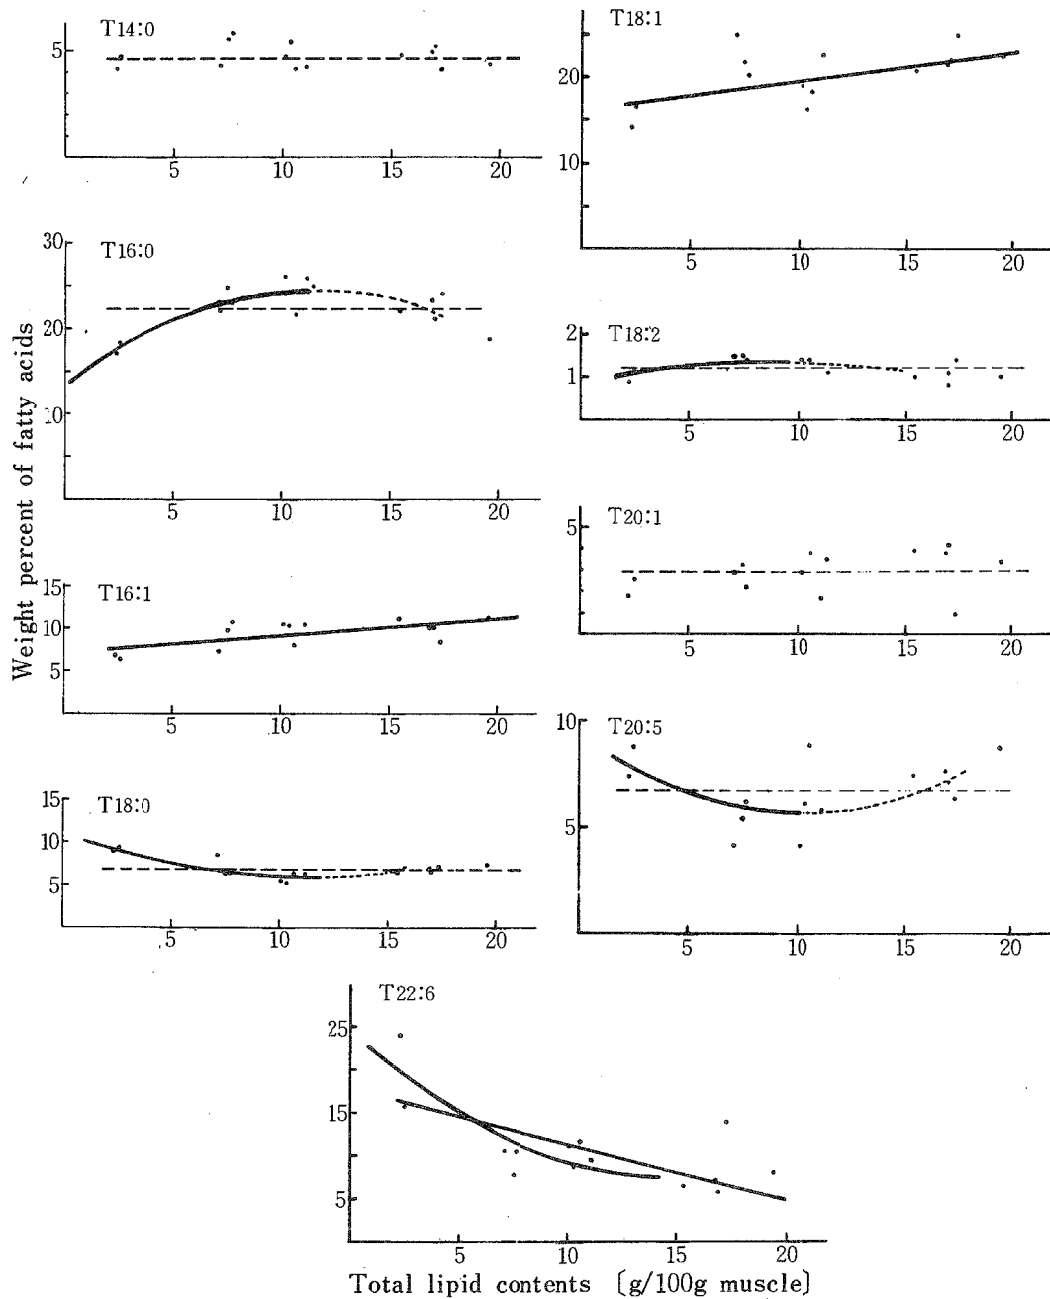 T14:0
5
5 10 15 20
T18:1
20
10
5 10 15 20
T16:0
30
20
10
5 10 15 20
T18:2
2
1
5 10 15 20
T20:1
5
5 10 15 20
T16:1
15
10
5
5 10 15 20
T20:5
10
5
5 10 15 20
T18:0
15
10
5
5 10 15 20
T22:6
25
15
5
5 10 15 20
Weight percent of fatty acids
Total lipid contents [g/100g muscle]